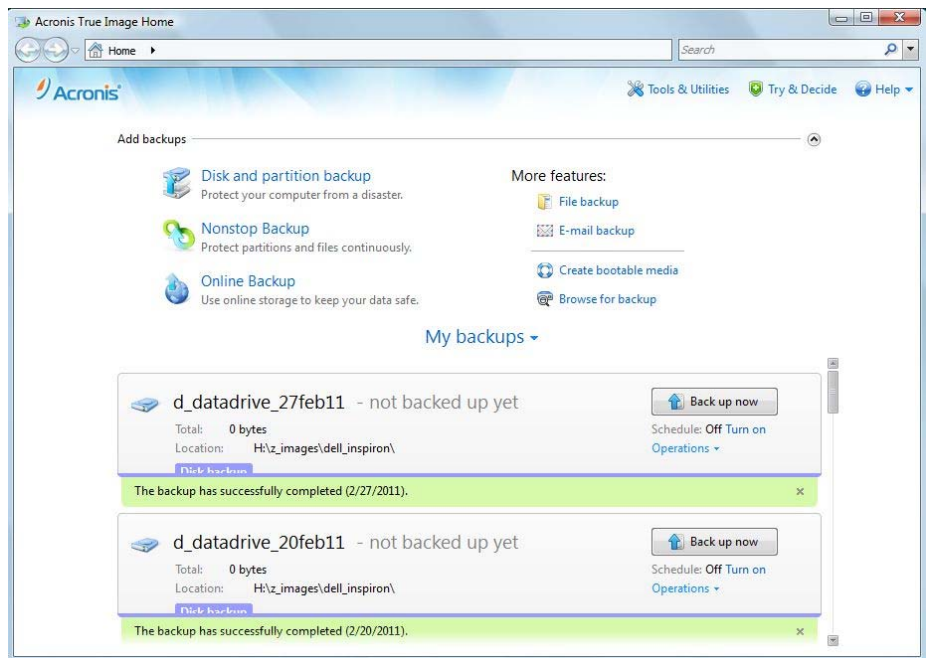 Acronis True Image Home
Home
Search
Acronis
Tools & Utilities
Try & Decide
Help
Add backups
Disk and partition backup
Protect your computer from a disaster.
Nonstop Backup
Protect partitions and files continuously.
Online Backup
Use online storage to keep your data safe.
More features:
File backup
E-mail backup
Create bootable media
Browse for backup
My backups
d_datadrive_27feb11 - not backed up yet
Back up now
Total: 0 bytes
Schedule: Off Turn on
Location: H:\z_images\dell_inspiron\
Operations
Disk backup
The backup has successfully completed (2/27/2011).
d_datadrive_20feb11 - not backed up yet
Back up now
Total: 0 bytes
Schedule: Off Turn on
Location: H:\z_images\dell_inspiron\
Operations
Disk backup
The backup has successfully completed (2/20/2011).